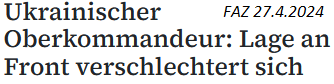 Ukrainischer FAZ 27.4.2024
Oberkommandeur: Lage an
Front verschlechtert sich